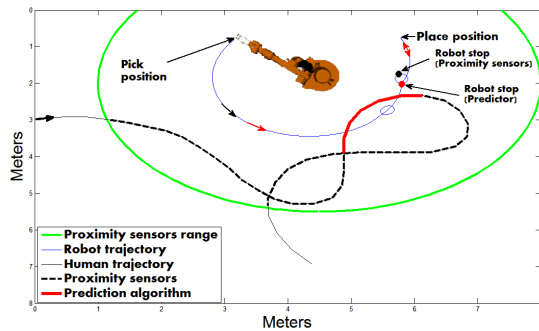 0
1
2
3
4
5
6
7
8
Meters
Pick
position
Place position
Robot stop
(Proximity sensors)
Robot stop
(Predictor)
Proximity sensors range
Robot trajectory
Human trajectory
Proximity sensors
Prediction algorithm
0 1 2 3 4 5 6 7
Meters